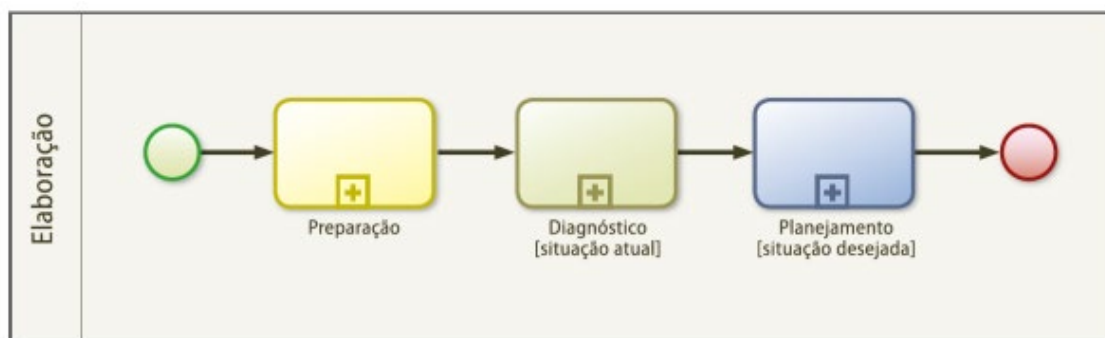 Elaboração
Preparação
Diagnóstico
[situação atual]
Planejamento
[situação desejada]